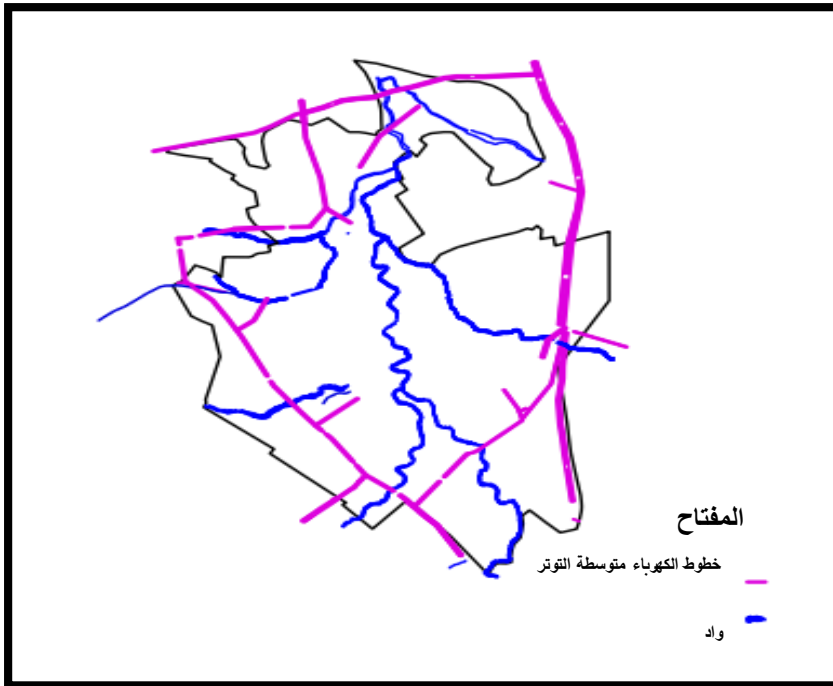 المفتاح
خطوط الكهرباء متوسطة التوتر
واد